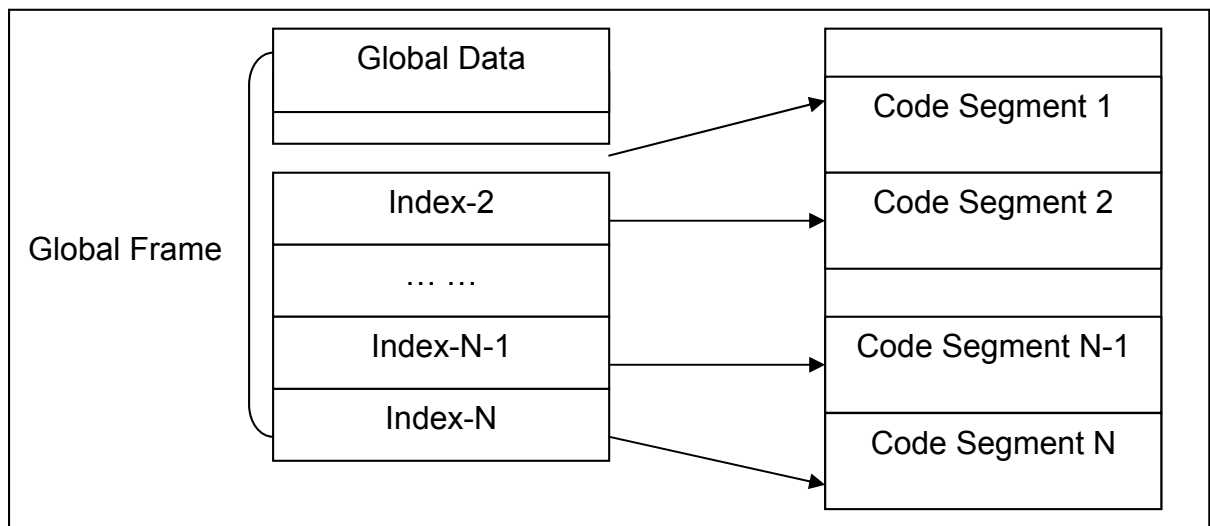 Global Data
Code Segment 1
Index-2
Code Segment 2
Global Frame
… …
Index-N-1
Code Segment N-1
Index-N
Code Segment N